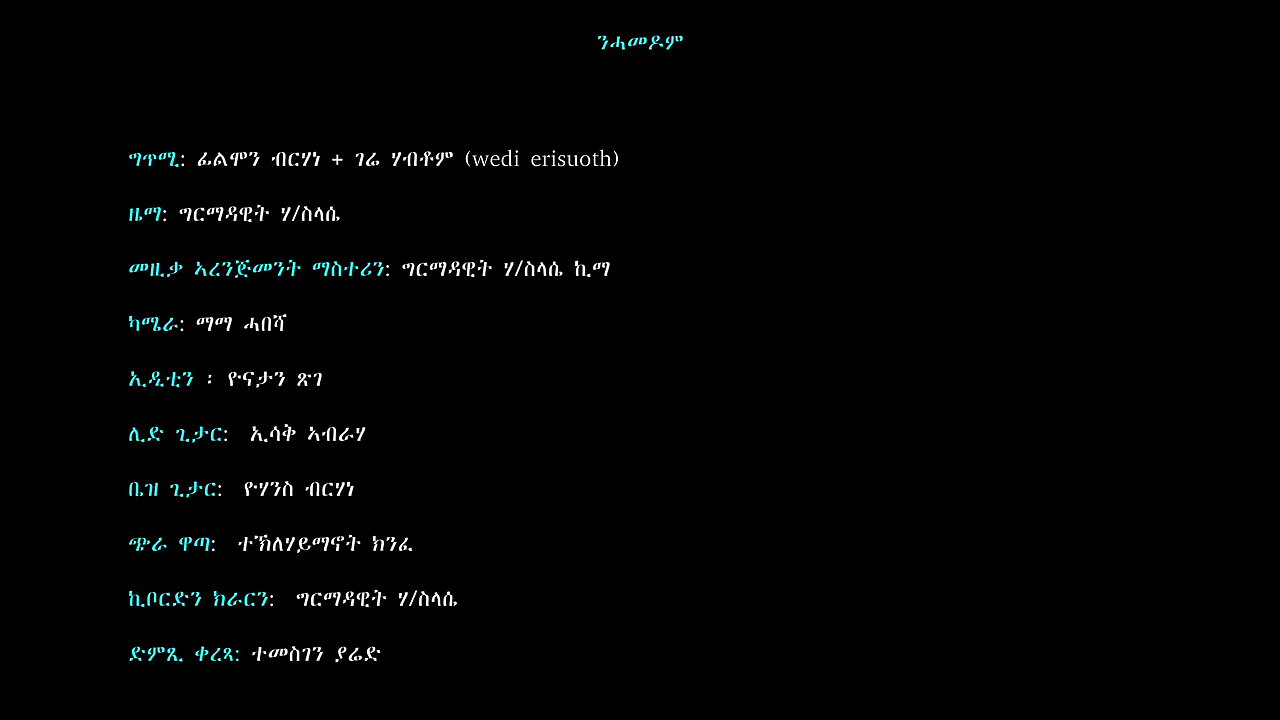 ንሓመዶም
ግጥሚ: ፊልሞን ብርሃነ + ገሬ ሃብቶም (wedi erisuoth)
ዜማ: ግርማዳዊት ሃ/ስላሴ
መዚቃ ኣረንጅመንት ማስተሪን: ግርማዳዊት ሃ/ስላሴ ኪማ
ካሜራ: ማማ ሓበሻ
ኢዲቲን ፡ ዮናታን ጽገ
ሊድ ጊታር: ኢሳቅ ኣብራሃ
ቤዝ ጊታር: ዮሃንስ ብርሃነ
ጭራ ዋጣ: ተኽለሃይማኖት ክንፈ
ኪቦርድን ክራርን: ግርማዳዊት ሃ/ስላሴ
ድምጺ ቀረጻ: ተመስገን ያሬድ